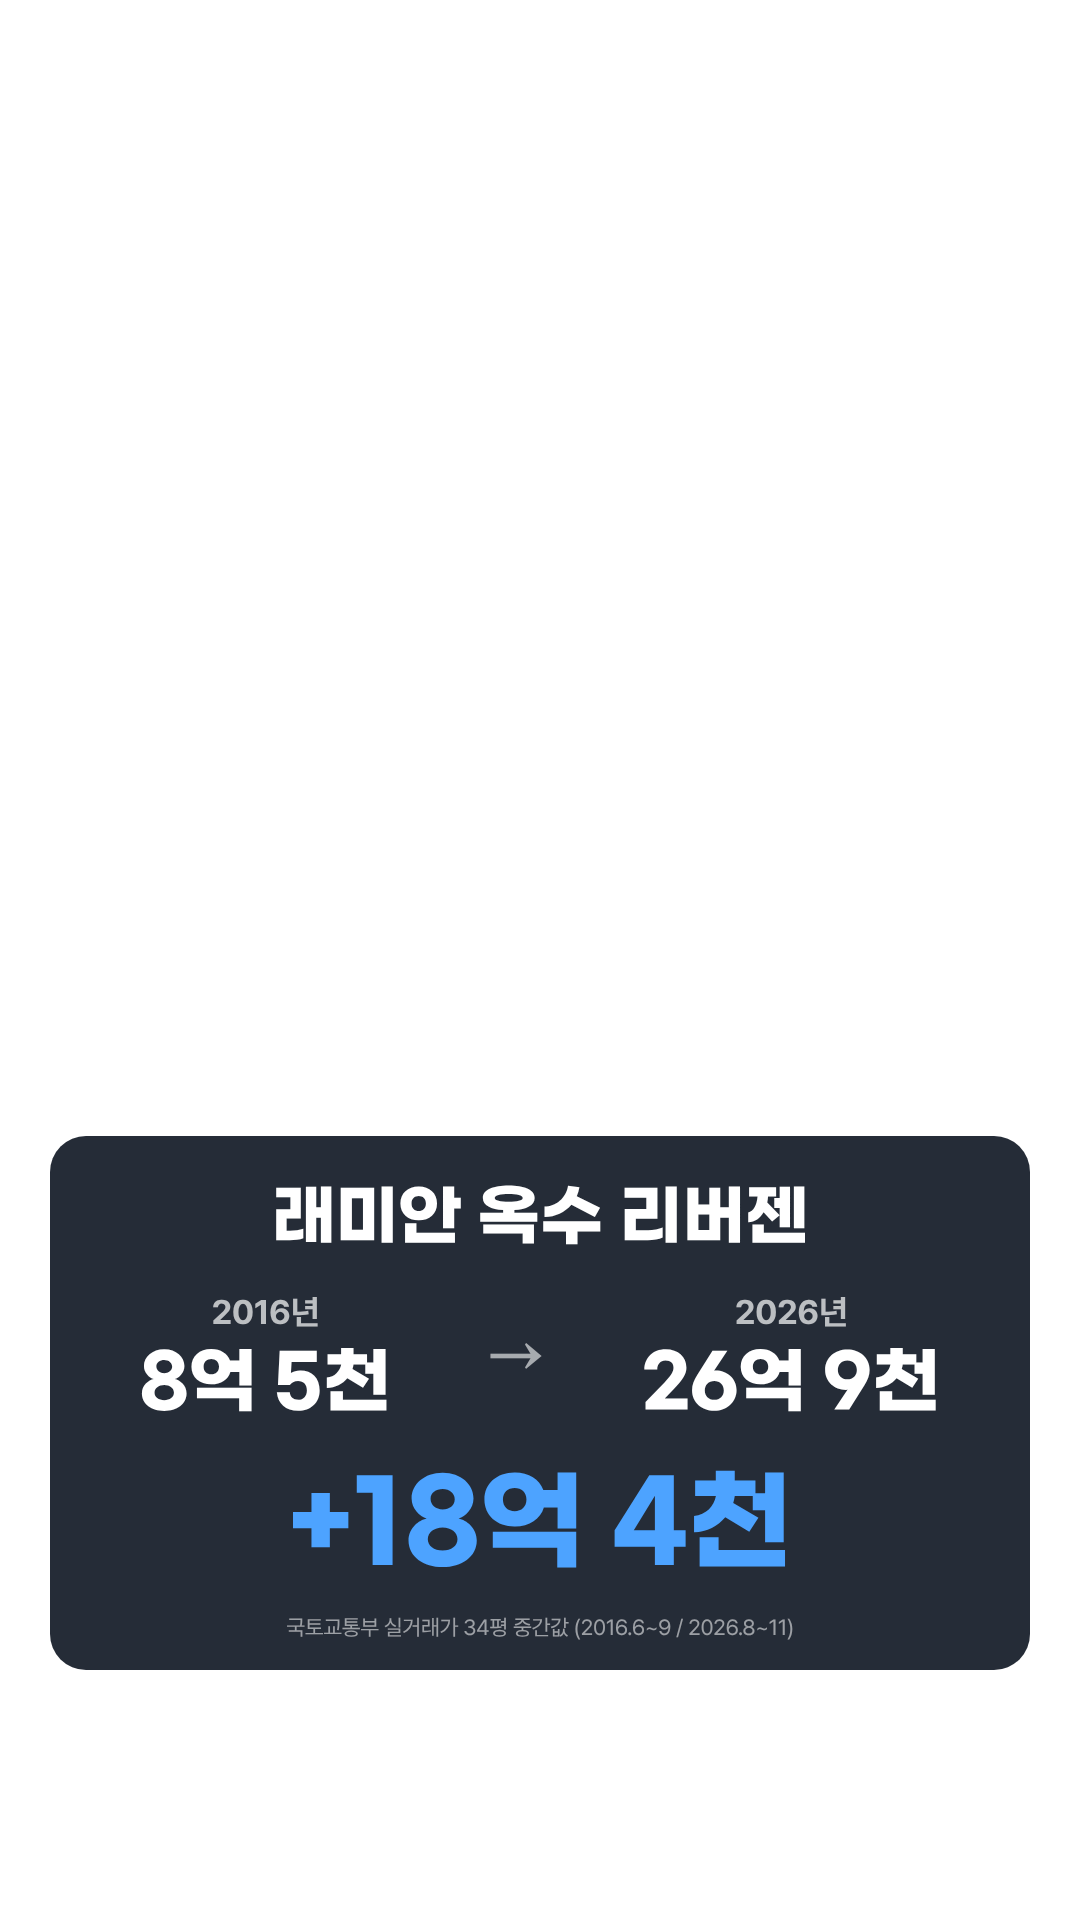 래미안 옥수 리버젠
2016년
8억 5천
→
2026년
26억 9천
+18억 4천
국토교통부 실거래가 34평 중간값 (2016.6~9 / 2026.8~11)